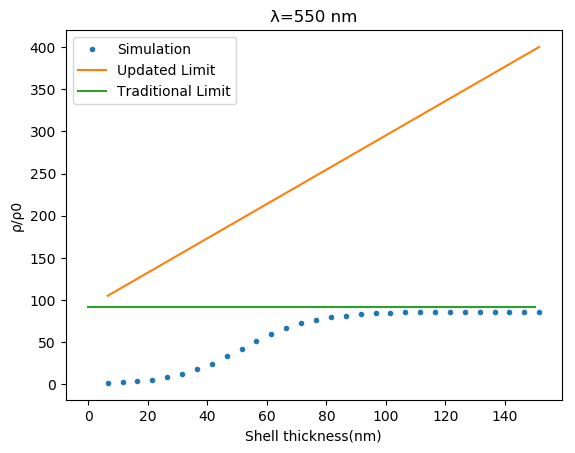 λ=550 nm
Simulation
Updated Limit
Traditional Limit
ρ/ρ0
400
350
300
250
200
150
100
50
0
0 20 40 60 80 100 120 140
Shell thickness(nm)